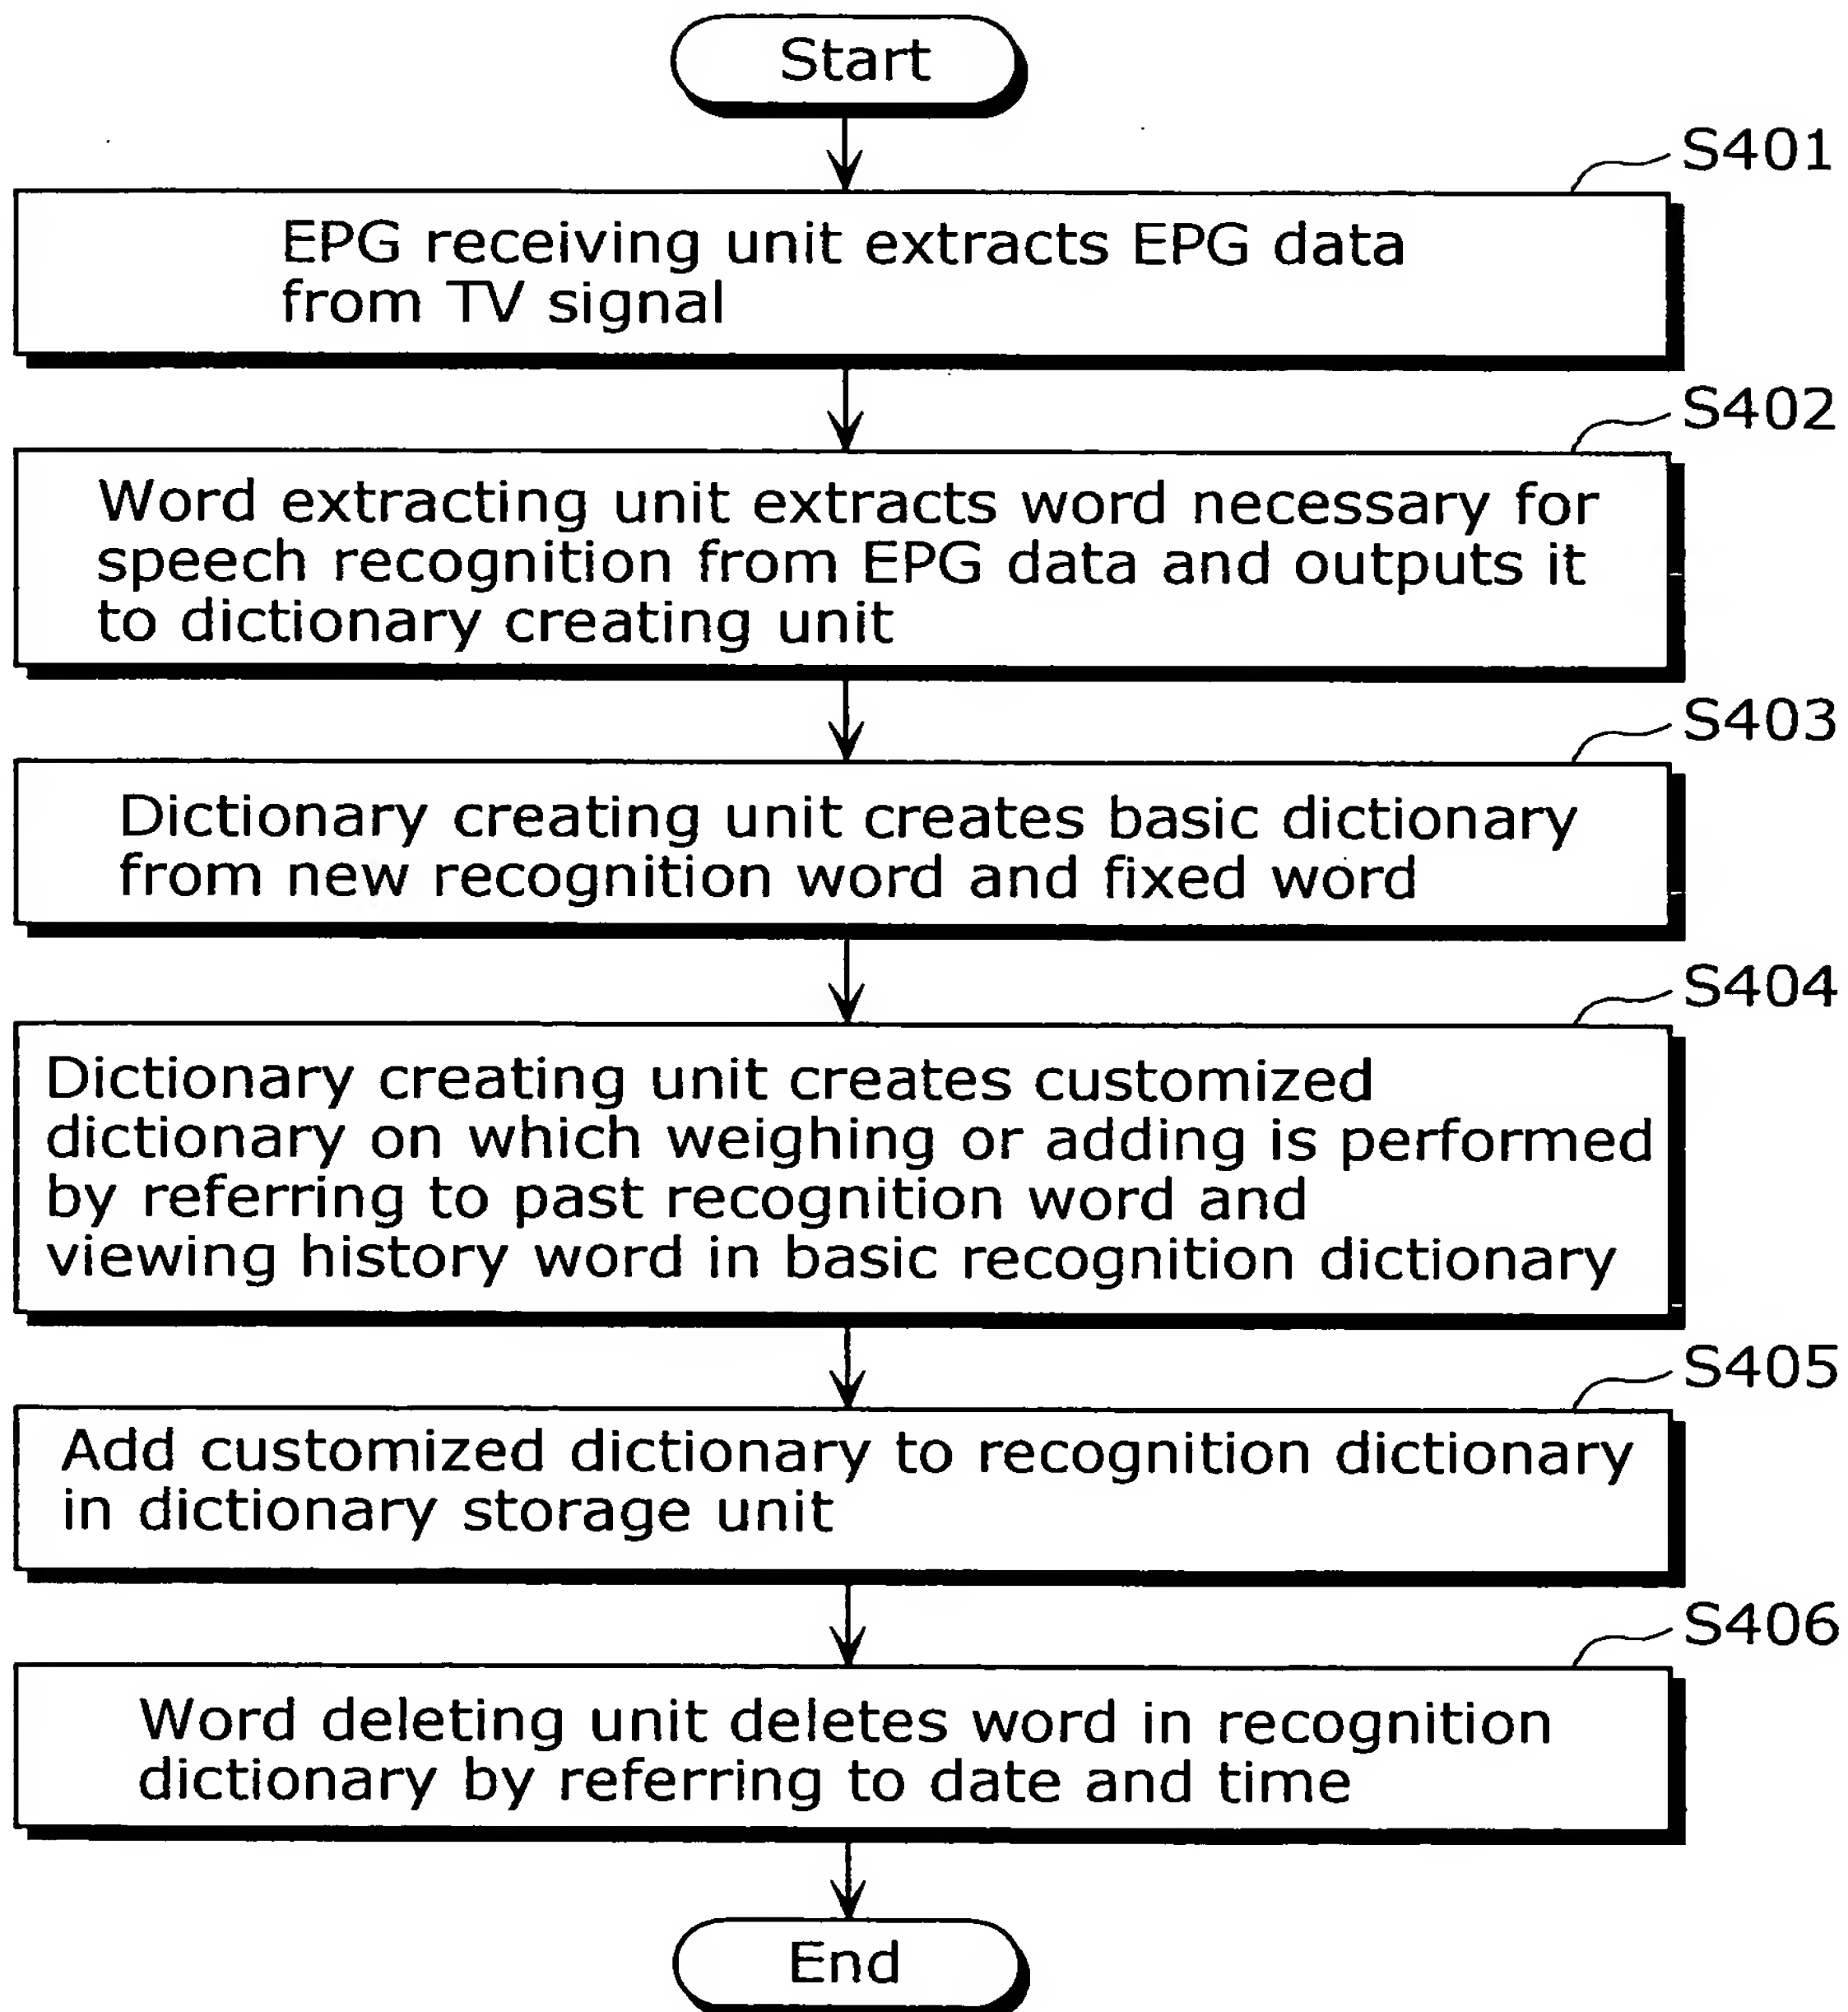 Start
S401
EPG receiving unit extracts EPG data
from TV signal
S402
Word extracting unit extracts word necessary for
speech recognition from EPG data and outputs it
to dictionary creating unit
S403
Dictionary creating unit creates basic dictionary
from new recognition word and fixed word
S404
Dictionary creating unit creates customized
dictionary on which weighing or adding is performed
by referring to past recognition word and
viewing history word in basic recognition dictionary
S405
Add customized dictionary to recognition dictionary
in dictionary storage unit
S406
Word deleting unit deletes word in recognition
dictionary by referring to date and time
End